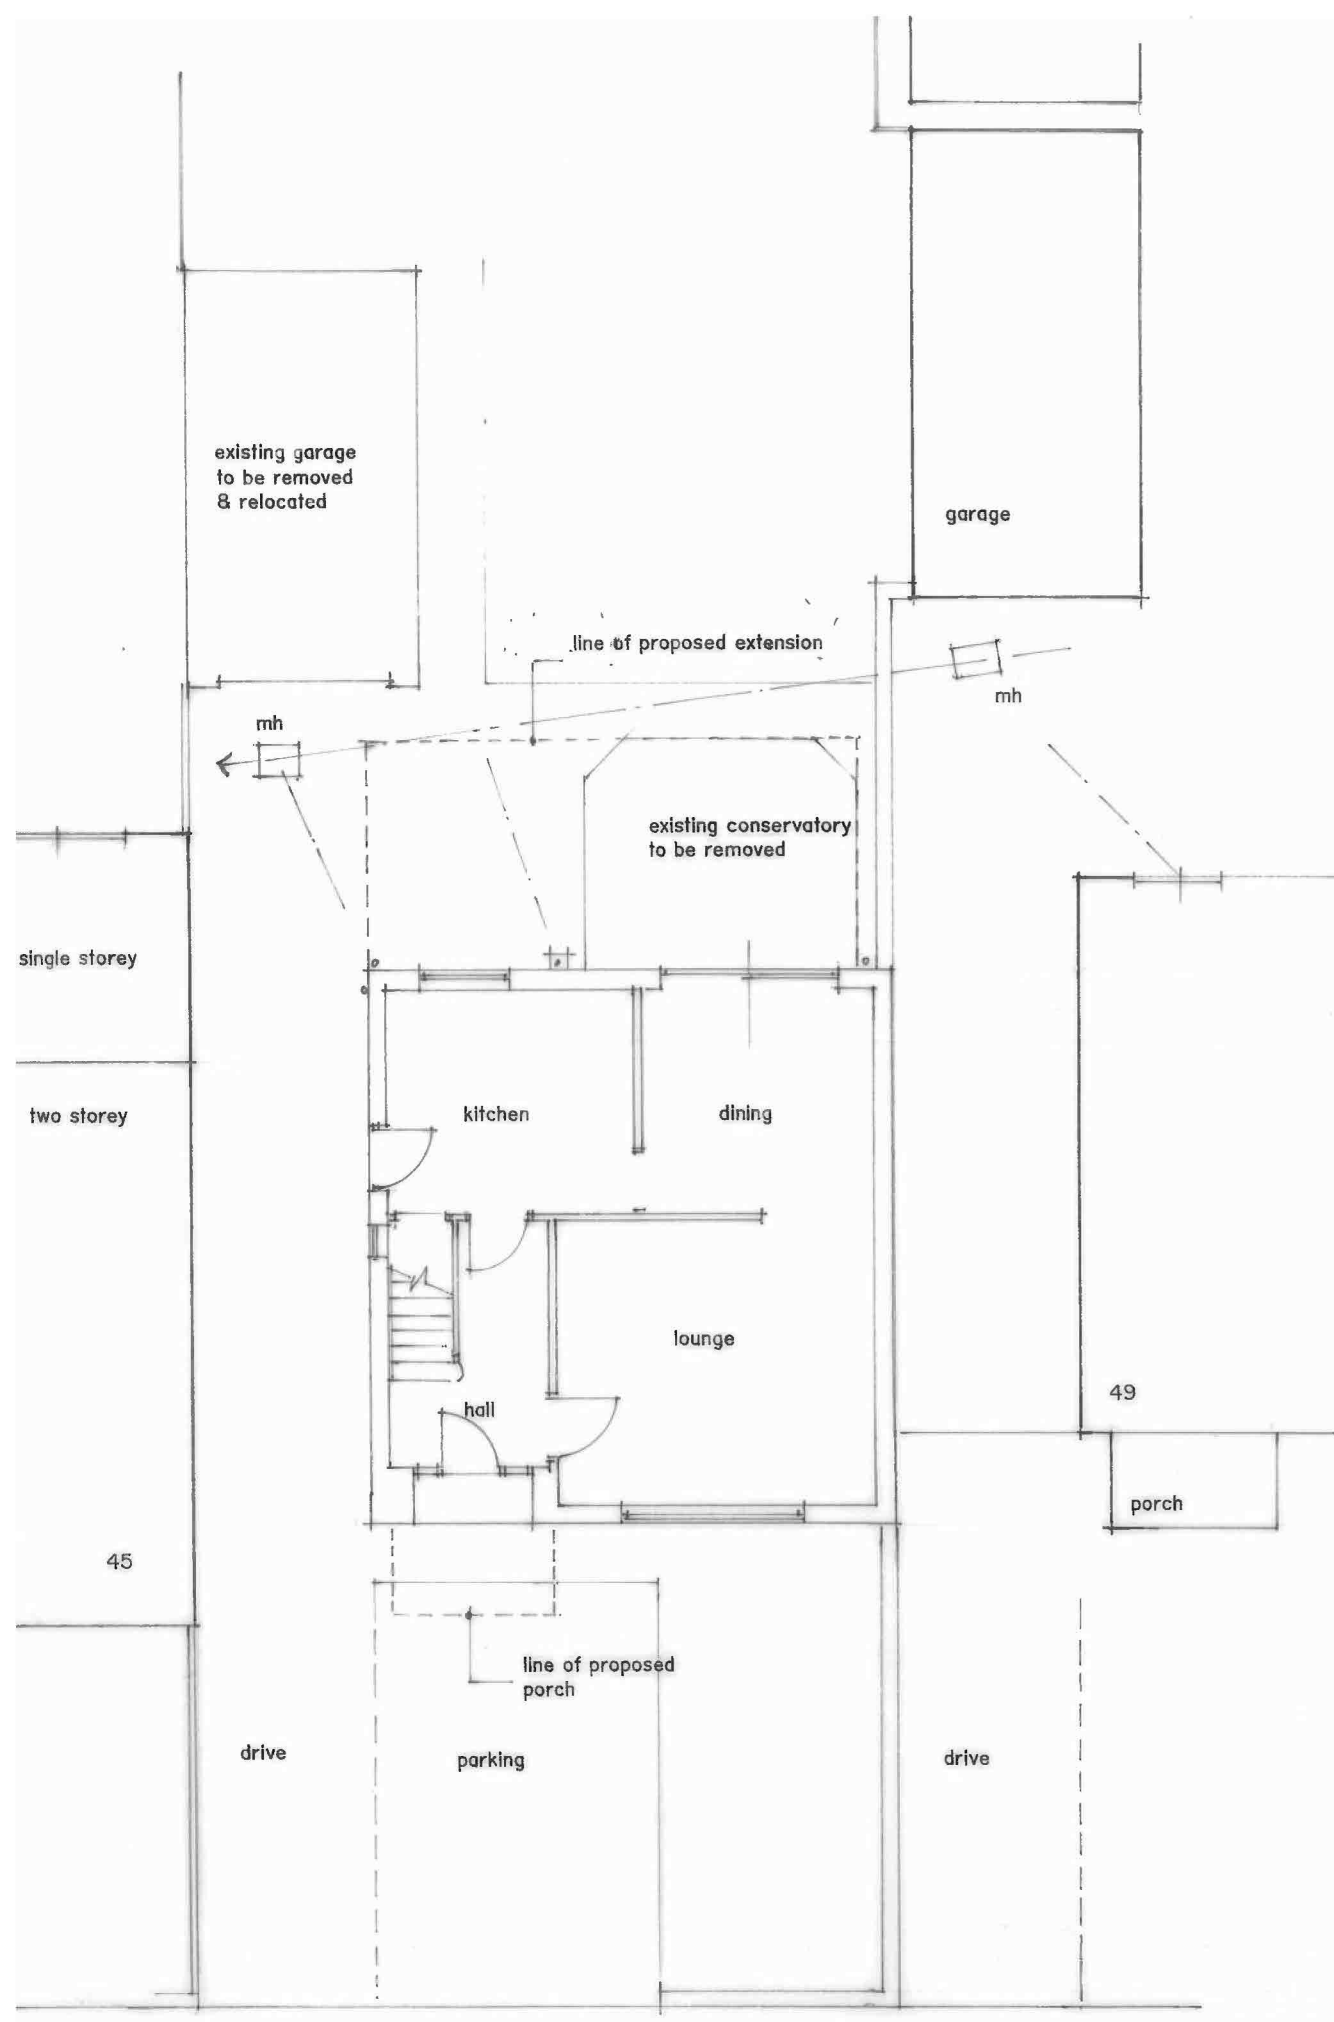 existing garage
to be removed
& relocated
garage
line of proposed extension
mh
mh
existing conservatory
to be removed
single storey
two storey
kitchen
dining
lounge
hall
49
porch
45
line of proposed
porch
drive
parking
drive